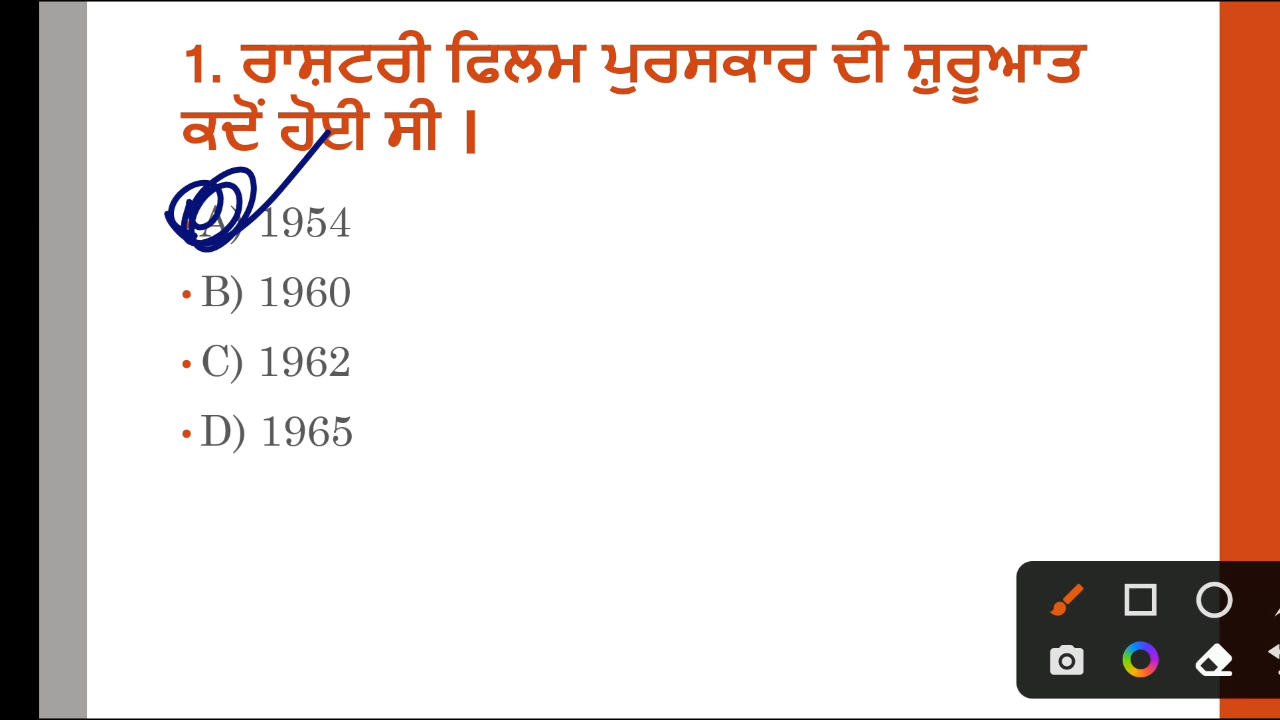 1. ਰਾਸ਼ਟਰੀ ਫਿਲਮ ਪੁਰਸਕਾਰ ਦੀ ਸ਼ੁਰੂਆਤ
ਕਦੋਂ ਹੋਈ ਸੀ ।
• A) 1954
• B) 1960
• C) 1962
• D) 1965